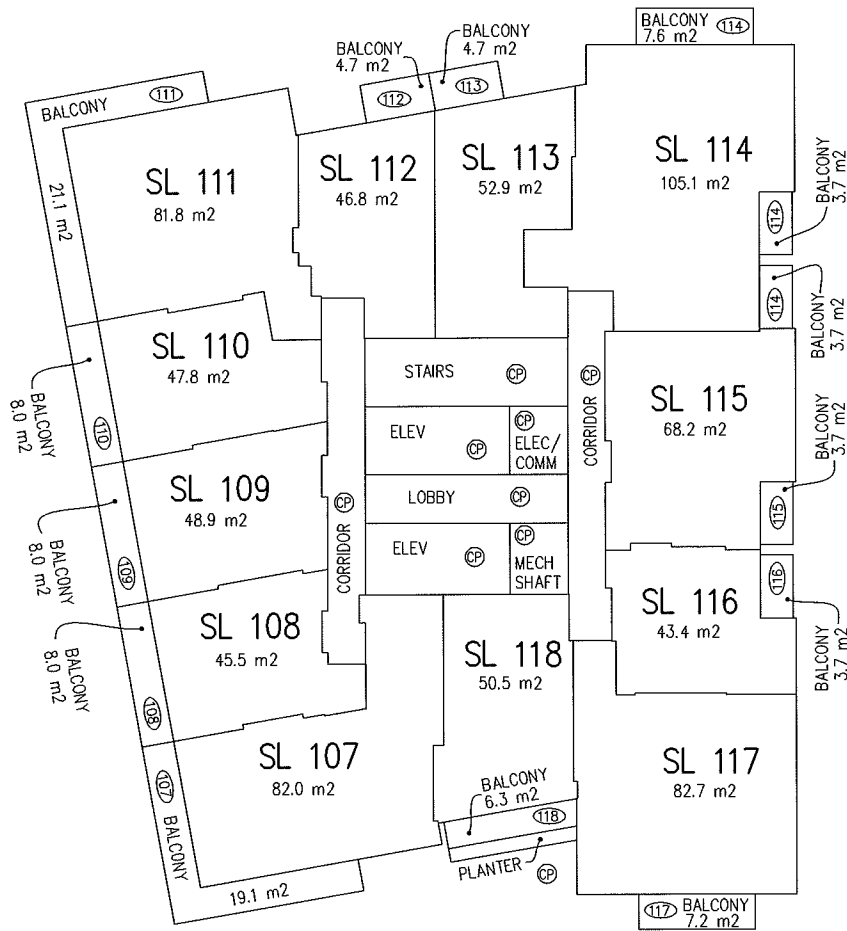 BALCONY
7.6 m2
114
BALCONY
4.7 m2
BALCONY
4.7 m2
BALCONY
111
112
113
21.1 m2
SL 111
81.8 m2
SL 112
46.8 m2
SL 113
52.9 m2
SL 114
105.1 m2
BALCONY
3.7 m2
114
114
BALCONY
3.7 m2
SL 110
47.8 m2
BALCONY
8.0 m2
110
STAIRS
CP
CP
CORRIDOR
ELEV
CP
CP
ELEC/
COMM
SL 115
68.2 m2
BALCONY
3.7 m2
115
SL 109
48.9 m2
BALCONY
8.0 m2
109
CP
CORRIDOR
LOBBY
CP
ELEV
CP
CP
MECH
SHAFT
116
BALCONY
3.7 m2
SL 116
43.4 m2
SL 108
45.5 m2
BALCONY
8.0 m2
108
SL 118
50.5 m2
SL 107
82.0 m2
107
BALCONY
19.1 m2
BALCONY
6.3 m2
118
PLANTER
CP
SL 117
82.7 m2
117
BALCONY
7.2 m2